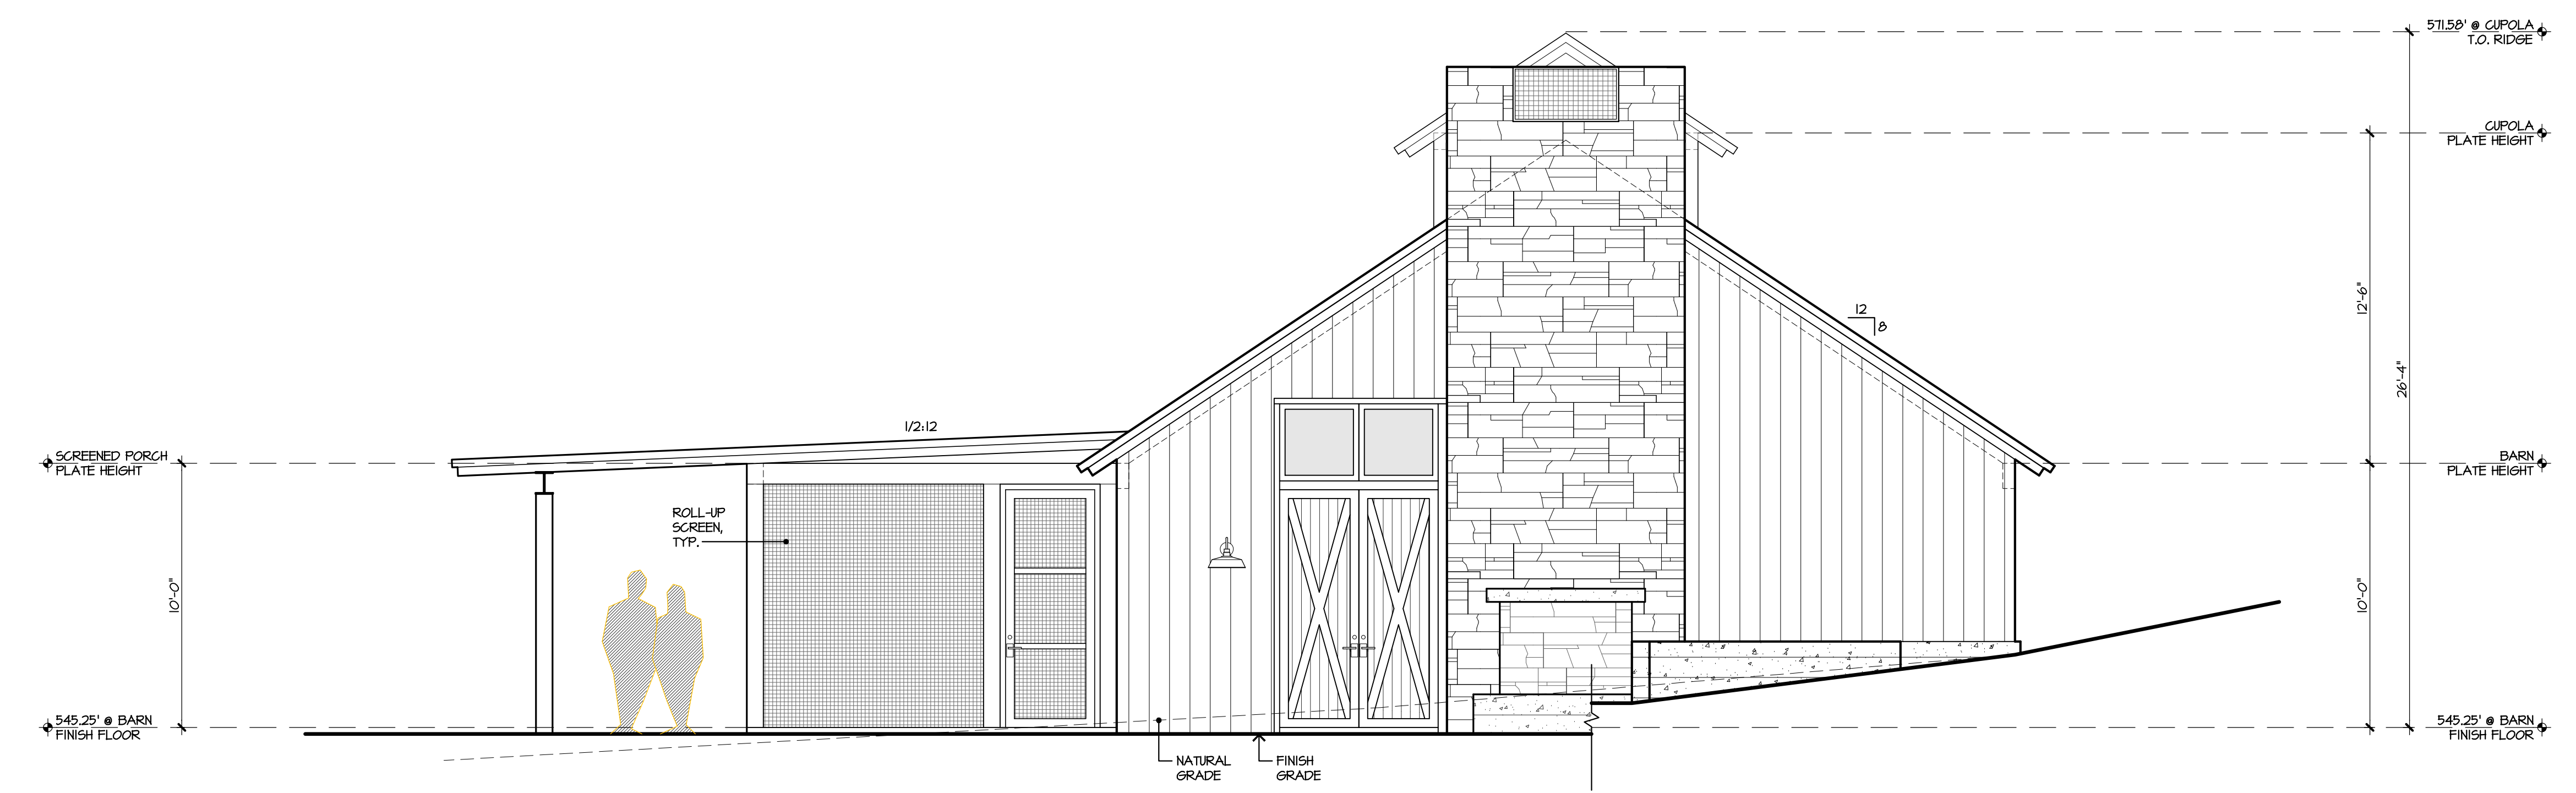 571.58' @ CUPOLA
T.O. RIDGE
CUPOLA
PLATE HEIGHT
12
8
12'-6"
26'-4"
1/2:12
SCREENED PORCH
PLATE HEIGHT
BARN
PLATE HEIGHT
ROLL-UP
SCREEN,
TYP.
10'-0"
10'-0"
545.25' @ BARN
FINISH FLOOR
545.25' @ BARN
FINISH FLOOR
NATURAL
GRADE
FINISH
GRADE